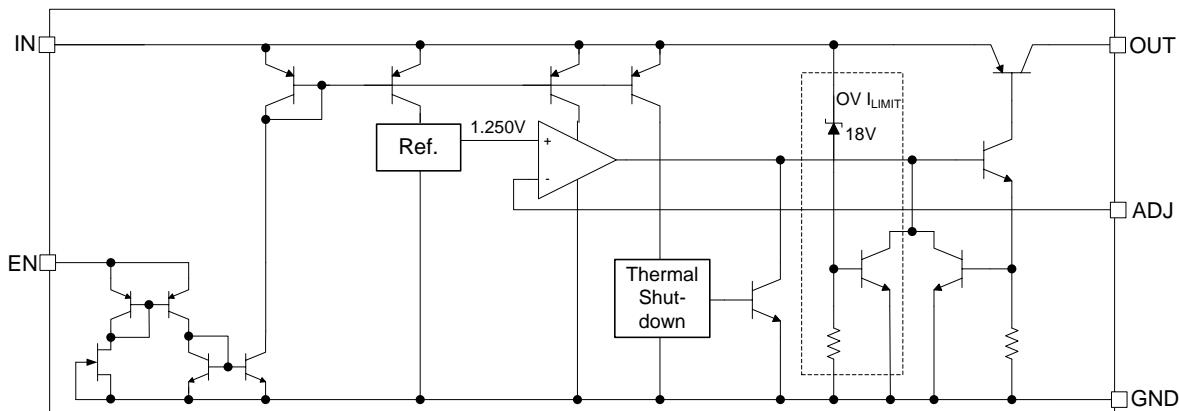 IN
OUT
OV ILIMIT
18V
1.250V
Ref.
+
-
ADJ
EN
Thermal
Shut-
down
GND